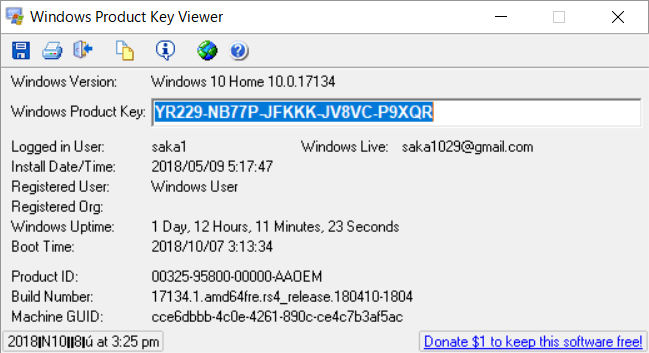 Windows Product Key Viewer
Windows Version: Windows 10 Home 10.0.17134
Windows Product Key: YR229-NB77P-JFKKK-JV8VC-P9XQR
Logged in User: saka1 Windows Live: saka1029@gmail.com
Install Date/Time: 2018/05/09 5:17:47
Registered User: Windows User
Registered Org:
Windows Uptime: 1 Day, 12 Hours, 11 Minutes, 23 Seconds
Boot Time: 2018/10/07 3:13:34
Product ID: 00325-95800-00000-AAOEM
Build Number: 17134.1.amd64fre.rs4_release.180410-1804
Machine GUID: cce6dbbb-4c0e-4261-890c-ce4c7b3af5ac
at 3:25 pm Donate $1 to keep this software free!